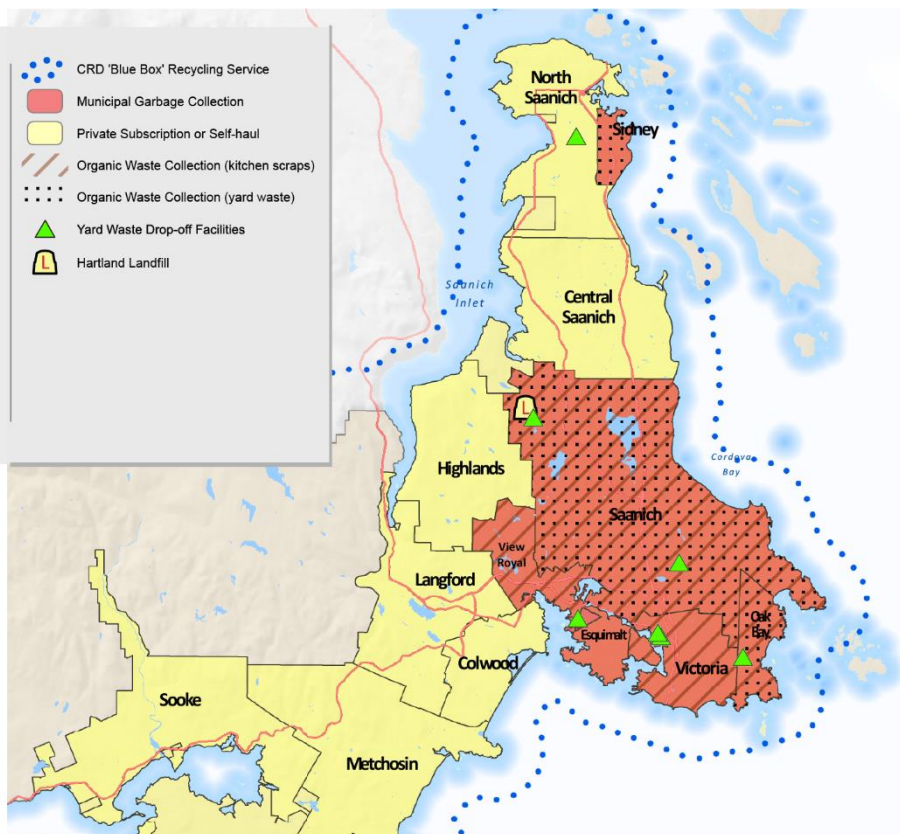 CRD 'Blue Box' Recycling Service
Municipal Garbage Collection
Private Subscription or Self-haul
Organic Waste Collection (kitchen scraps)
Organic Waste Collection (yard waste)
Yard Waste Drop-off Facilities
L
Hartland Landfill
North
Saanich
Sidney
Saanich
Inlet
Central
Saanich
L
Highlands
Cordova
Bay
Saanich
View
Royal
Langford
Oak
Bay
Esquimalt
Colwood
Victoria
Sooke
Metchosin